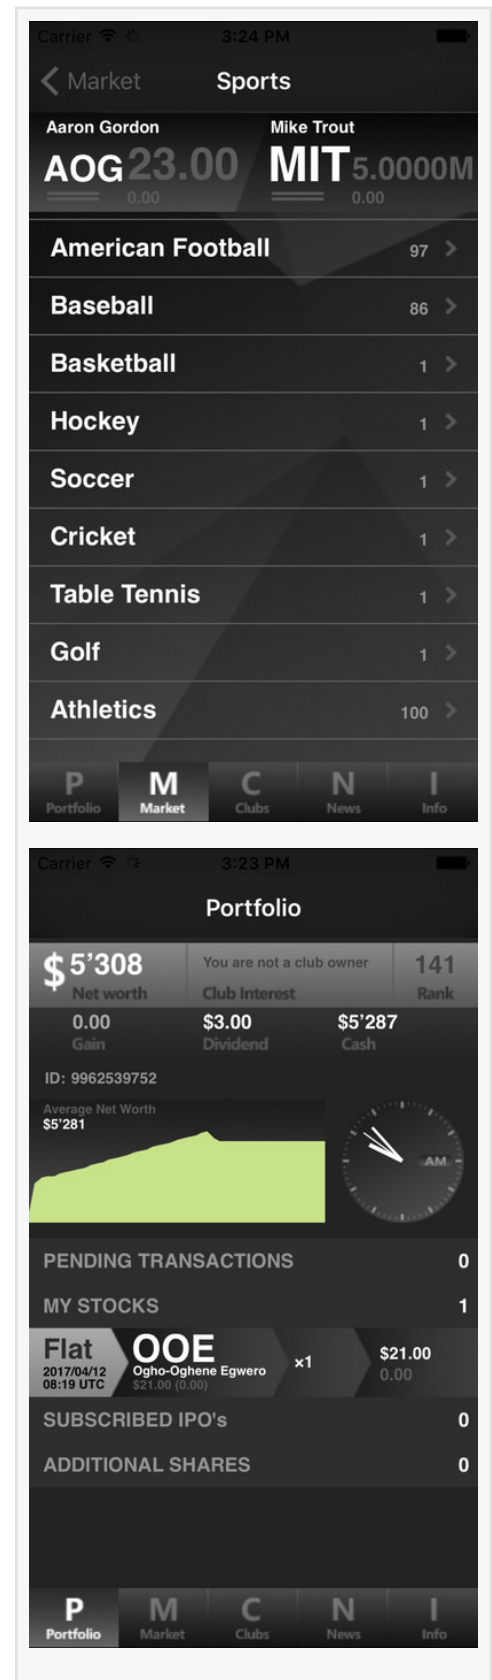 Carrier 3:24 PM
Market Sports
Aaron Gordon Mike Trout
AOG 23.00 MIT 5.0000M
0.00 0.00
American Football 97
Baseball 86
Basketball 1
Hockey 1
Soccer 1
Cricket 1
Table Tennis 1
Golf 1
Athletics 100
P M C N I
Portfolio Market Clubs News Info
Carrier 3:23 PM
Portfolio
$ 5'308 You are not a club owner 141
Net worth Club Interest Rank
0.00 $3.00 $5'287
Gain Dividend Cash
ID: 9962539752
Average Net Worth
$5'281
AM
PENDING TRANSACTIONS 0
MY STOCKS 1
Flat OOE ×1 $21.00
2017/04/12 Ogho-Oghene Egwero 0.00
08:19 UTC $21.00 (0.00)
SUBSCRIBED IPO's 0
ADDITIONAL SHARES 0
P M C N I
Portfolio Market Clubs News Info